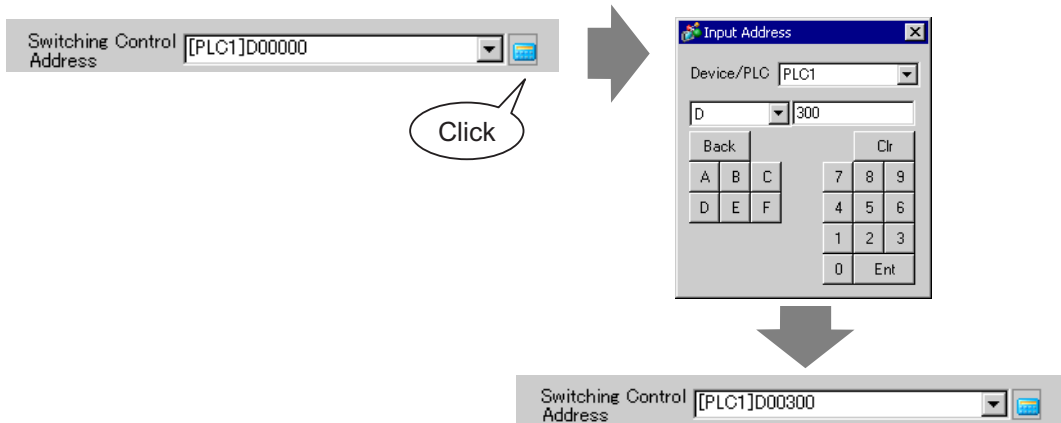 Switching Control
Address
[PLC1]D00000
Click
Input Address
Device/PLC PLC1
D 300
Back Clr
A B C 7 8 9
D E F 4 5 6
1 2 3
0 Ent
Switching Control
Address
[PLC1]D00300